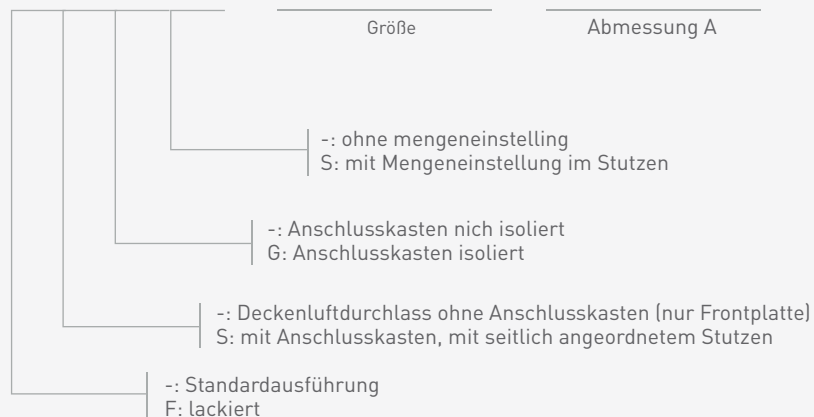 Größe
Abmessung A
-: ohne mengeneinstelling
S: mit Mengeneinstellung im Stutzen
-: Anschlusskasten nich isoliert
G: Anschlusskasten isoliert
-: Deckenluftdurchlass ohne Anschlusskasten (nur Frontplatte)
S: mit Anschlusskasten, mit seitlich angeordnetem Stutzen
-: Standardausführung
F: lackiert